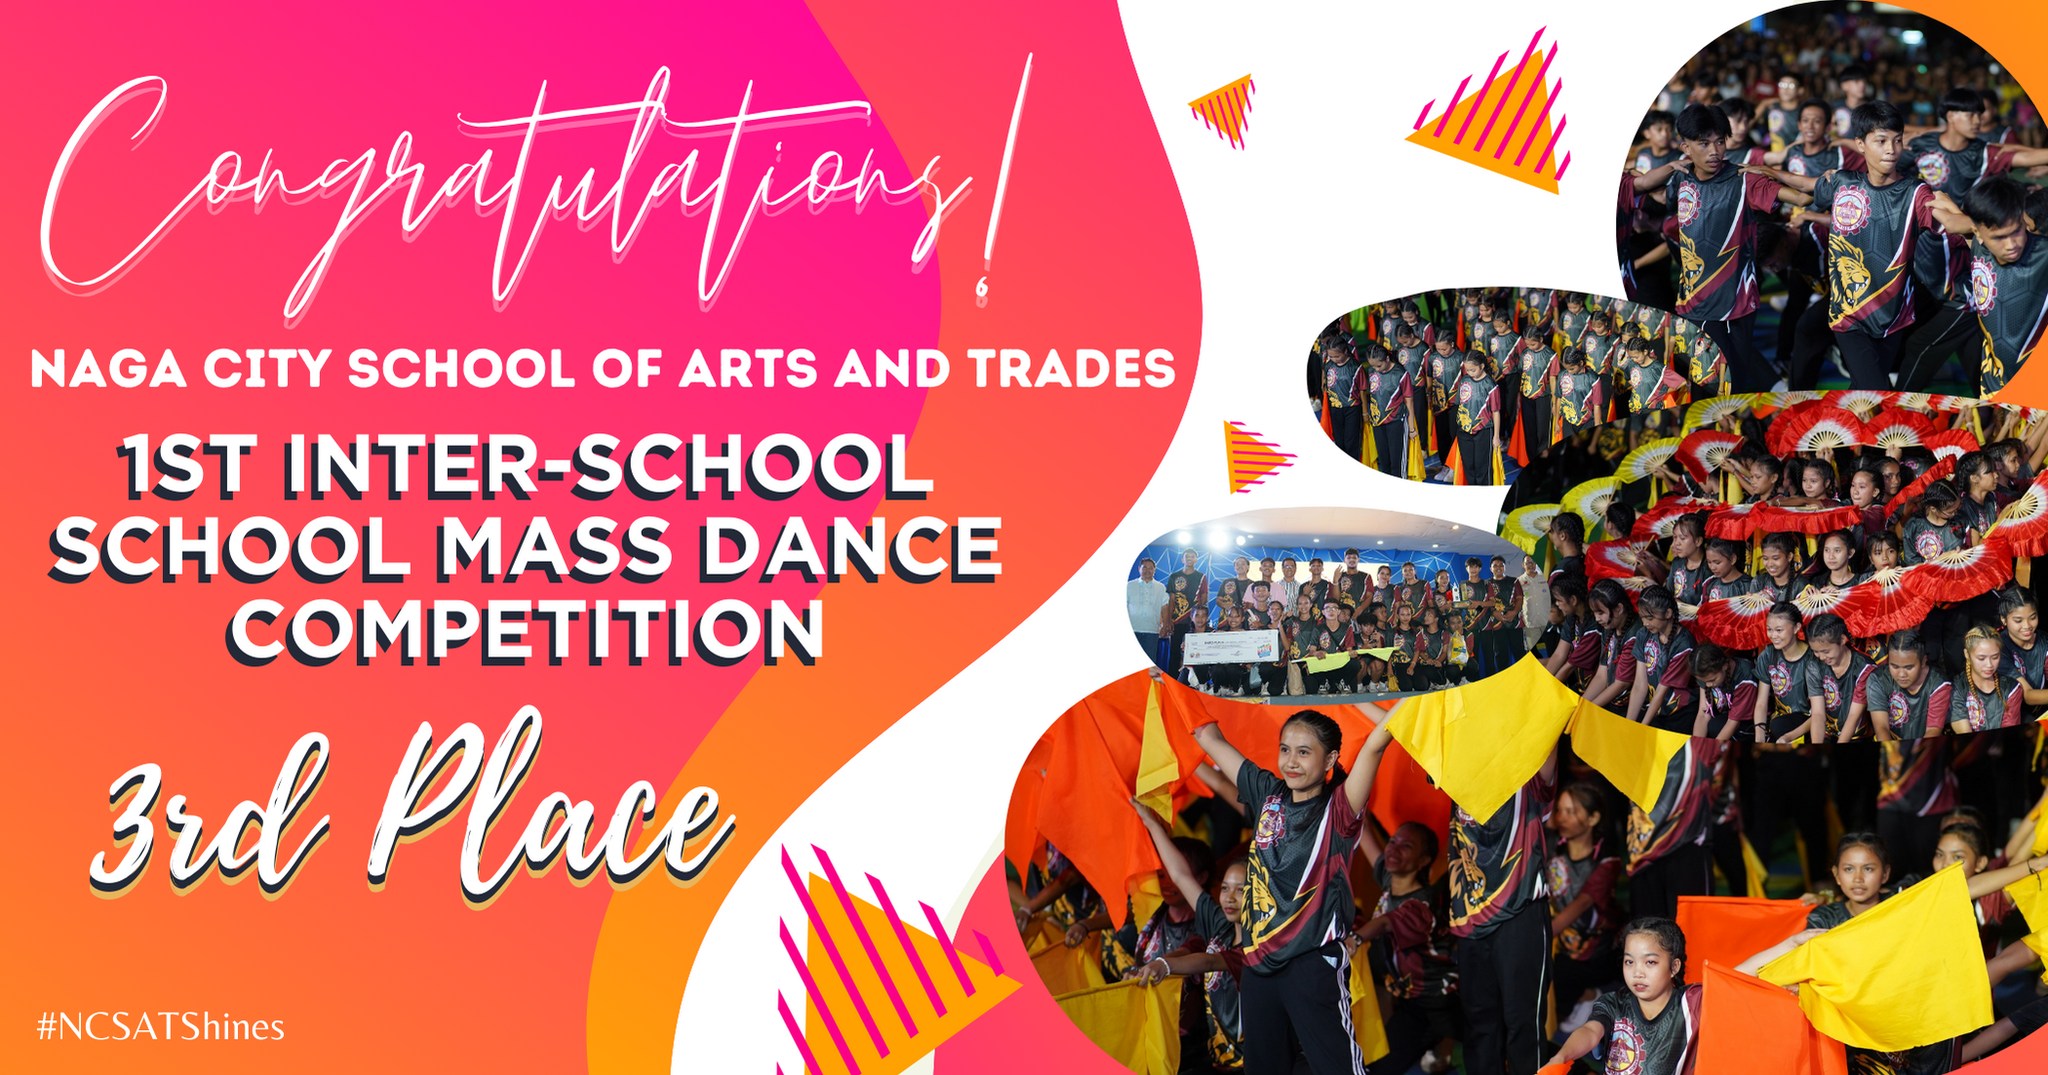 Congratulations!
NAGA CITY SCHOOL OF ARTS AND TRADES
1ST INTER-SCHOOL
SCHOOL MASS DANCE
COMPETITION
3rd Place
#NCSATShines